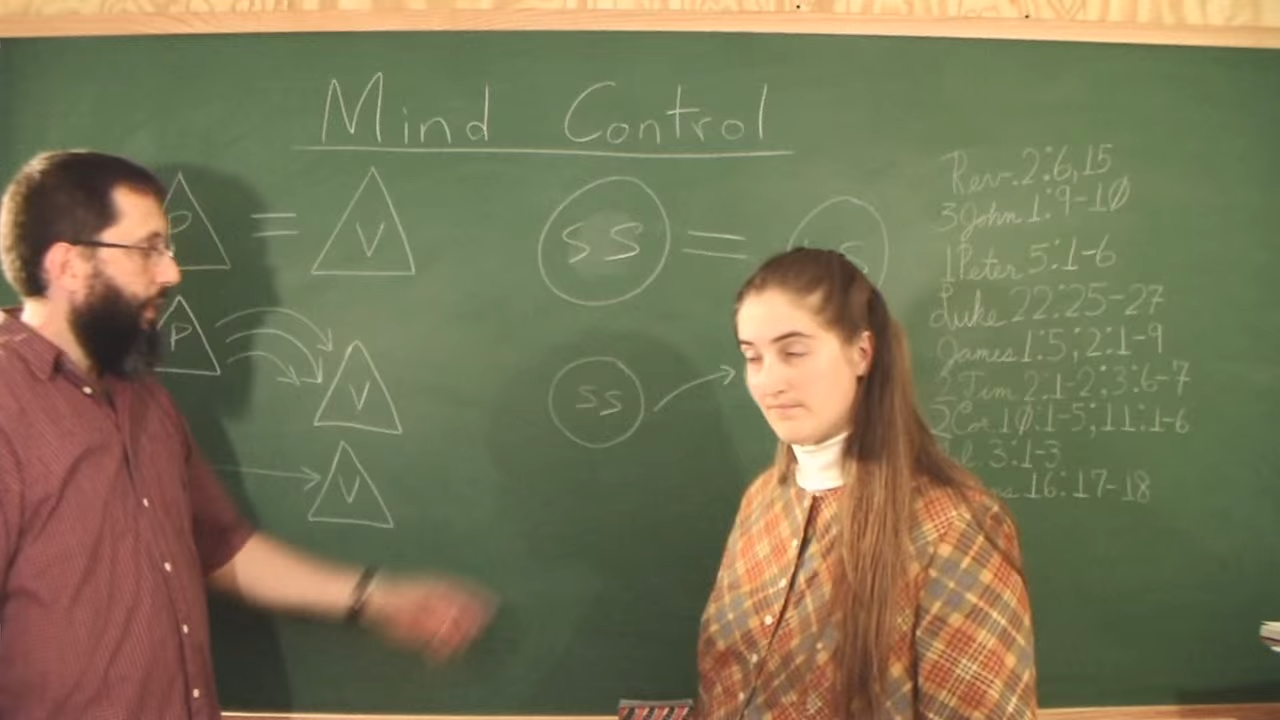 Mind Control
P = V
SS =
P V
SS
V
Rev. 2:6,15
3John 1:9-10
1Peter 5:1-6
Luke 22:25-27
James 1:5; 2:1-9
2Tim 2:1-2; 3:6-7
2Cor. 10:1-5; 11:1-6
3:1-3
16:17-18